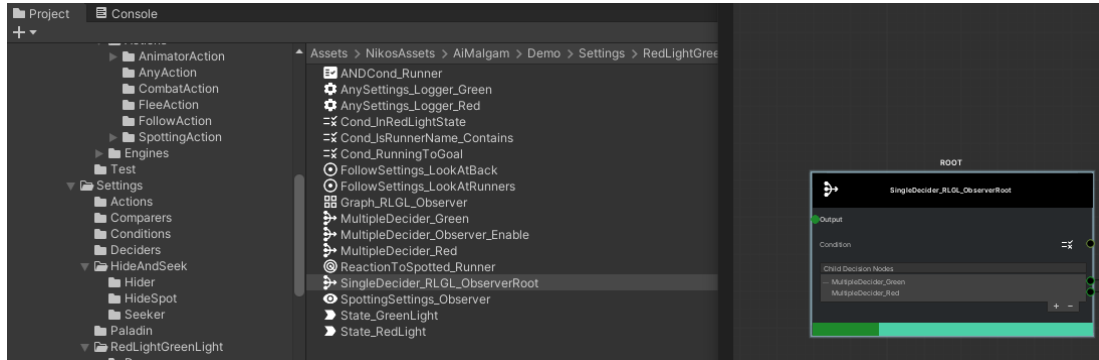 Project
Console
AnimatorAction
AnyAction
CombatAction
FleeAction
FollowAction
SpottingAction
Engines
Test
Settings
Actions
Comparers
Conditions
Deciders
HideAndSeek
Hider
HideSpot
Seeker
Paladin
RedLightGreenLight
Assets > NikosAssets > AiMalgam > Demo > Settings > RedLightGree
ANDCond_Runner
AnySettings_Logger_Green
AnySettings_Logger_Red
Cond_InRedLightState
Cond_IsRunnerName_Contains
Cond_RunningToGoal
FollowSettings_LookAtBack
FollowSettings_LookAtRunners
Graph_RLGL_Observer
MultipleDecider_Green
MultipleDecider_Observer_Enable
MultipleDecider_Red
ReactionToSpotted_Runner
SingleDecider_RLGL_ObserverRoot
SpottingSettings_Observer
State_GreenLight
State_RedLight
ROOT
SingleDecider_RLGL_ObserverRoot
Output
Condition
Child Decision Nodes
MultipleDecider_Green
MultipleDecider_Red
+ −